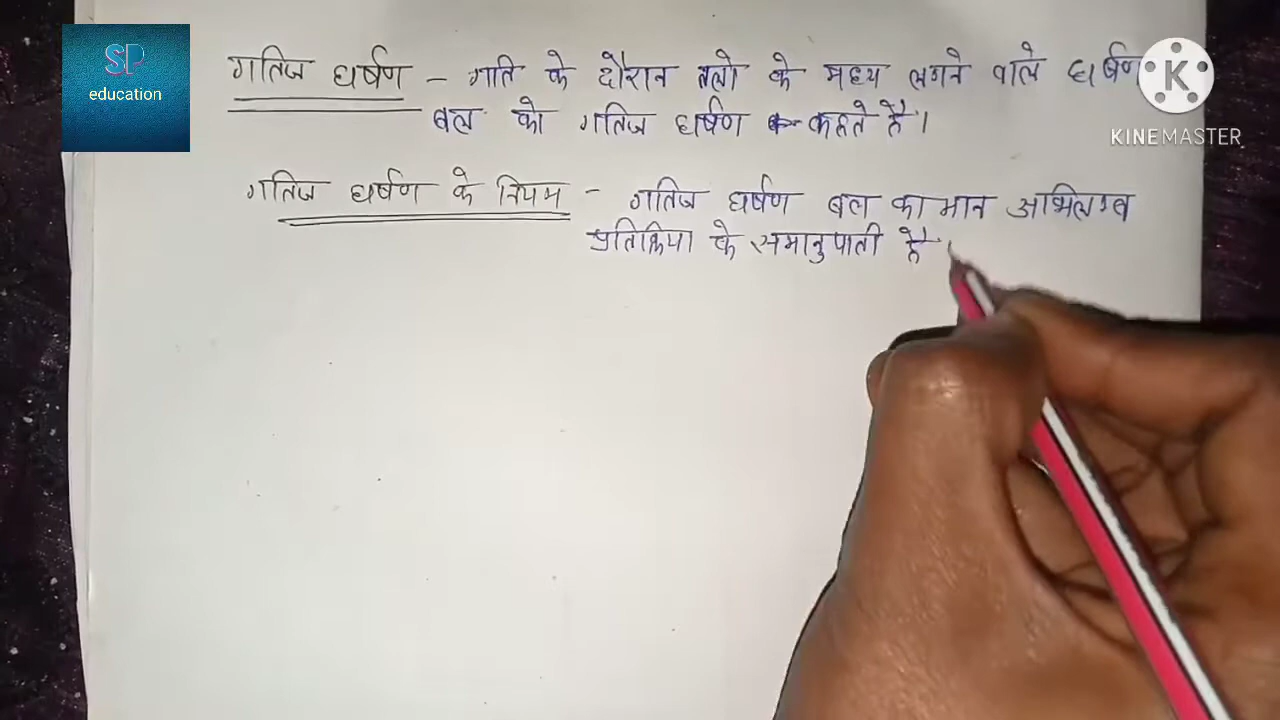 SP
education
गतिज घर्षण – गति के दौरान तलो के मध्य लगने वाले घर्षण
बल को गतिज घर्षण कहते है।
गतिज घर्षण के नियम – गतिज घर्षण बल का मान अभिलम्ब
प्रतिक्रिया के समानुपाती है।
K
KINEMASTER